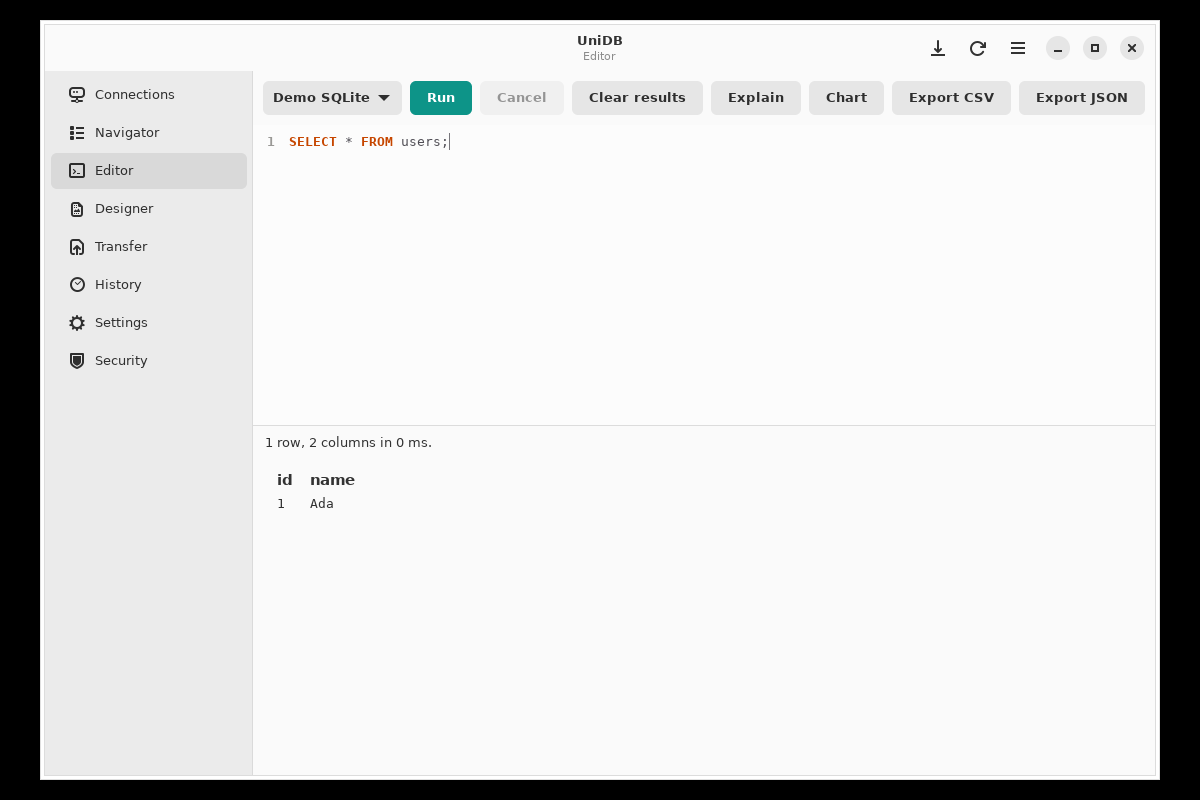 UniDB
Editor
Connections
Navigator
Editor
Designer
Transfer
History
Settings
Security
Demo SQLite
Run
Cancel
Clear results
Explain
Chart
Export CSV
Export JSON
1 SELECT * FROM users;
1 row, 2 columns in 0 ms.
id name
1 Ada